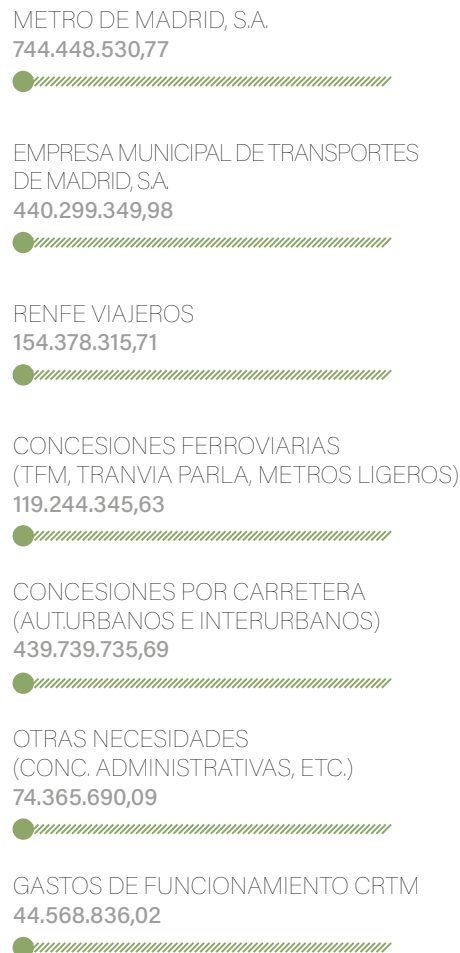 METRO DE MADRID, S.A.
744.448.530,77
EMPRESA MUNICIPAL DE TRANSPORTES
DE MADRID, S.A.
440.299.349,98
RENFE VIAJEROS
154.378.315,71
CONCESIONES FERROVIARIAS
(TFM, TRANVIA PARLA, METROS LIGEROS)
119.244.345,63
CONCESIONES POR CARRETERA
(AUT.URBANOS E INTERURBANOS)
439.739.735,69
OTRAS NECESIDADES
(CONC. ADMINISTRATIVAS, ETC.)
74.365.690,09
GASTOS DE FUNCIONAMIENTO CRTM
44.568.836,02